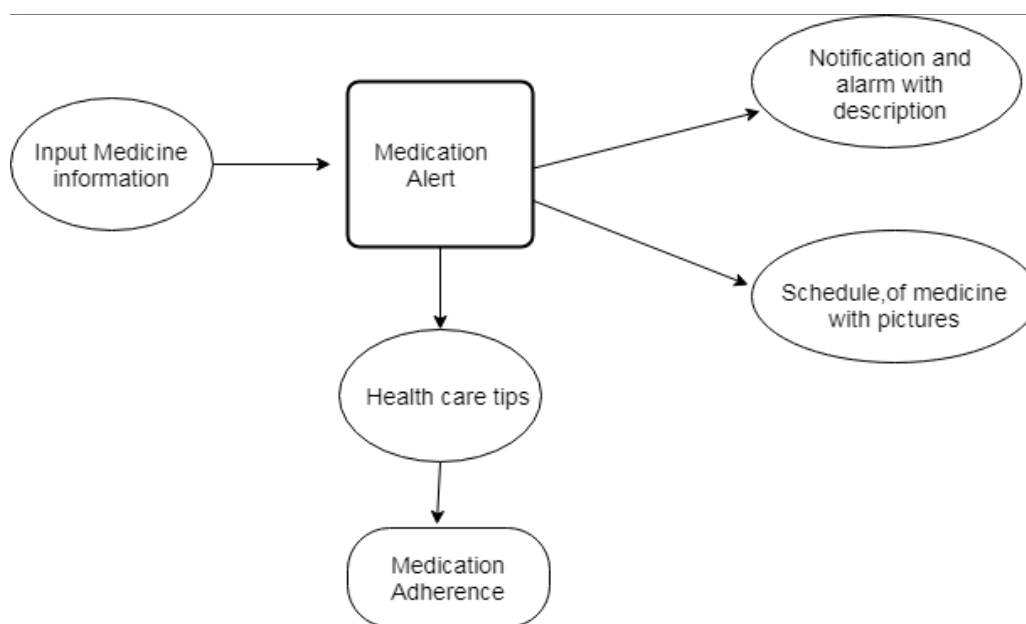 Notification and
alarm with
description
Input Medicine
information
Medication
Alert
Schedule,of medicine
with pictures
Health care tips
Medication
Adherence